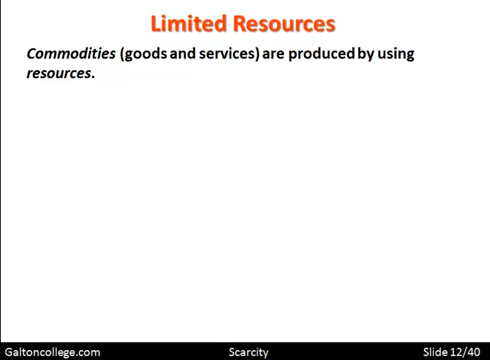 Limited Resources
Commodities (goods and services) are produced by using
resources.
Galtoncollege.com Scarcity Slide 12/40